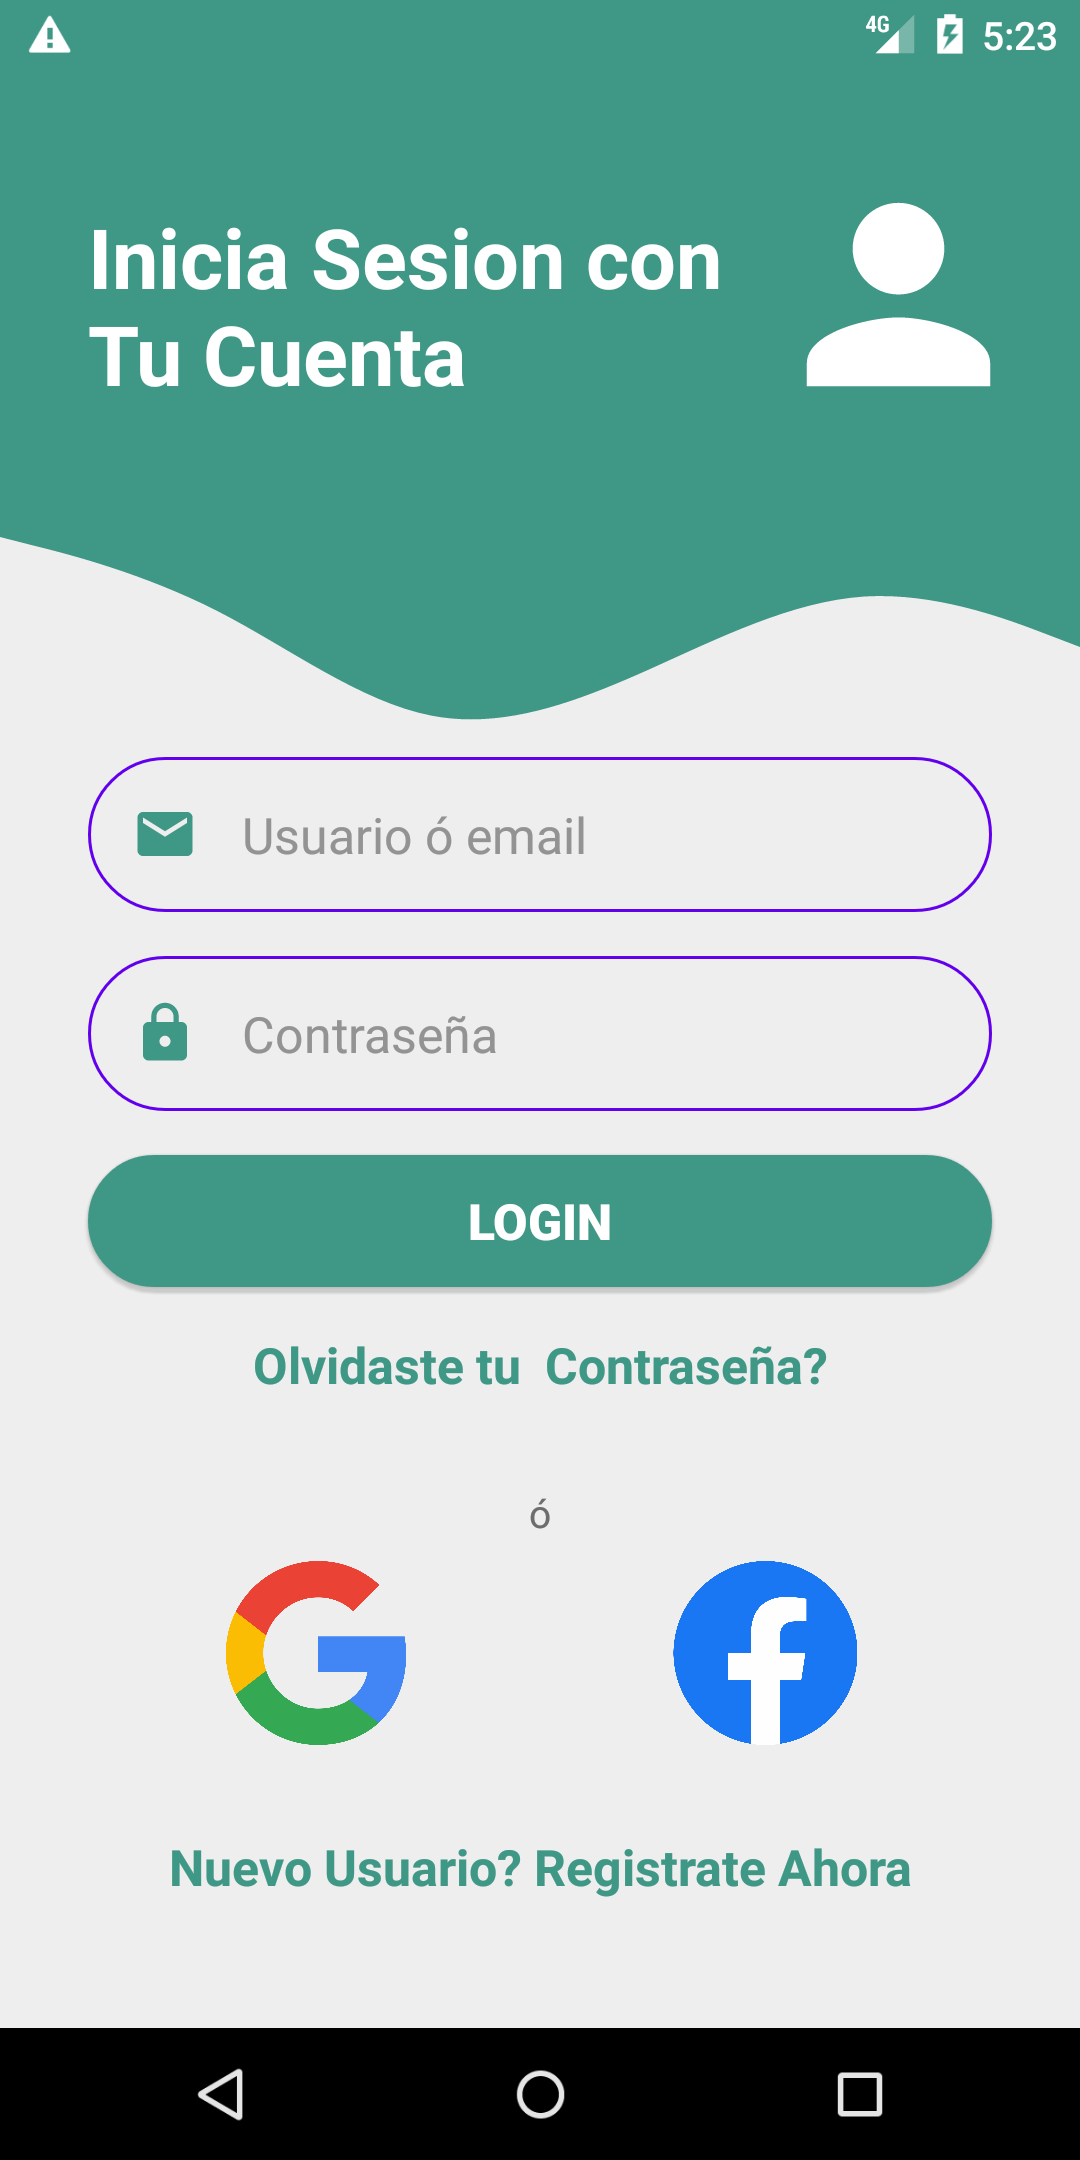 4G 5:23
Inicia Sesion con
Tu Cuenta
Usuario ó email
Contraseña
LOGIN
Olvidaste tu  Contraseña?
ó
Nuevo Usuario? Registrate Ahora